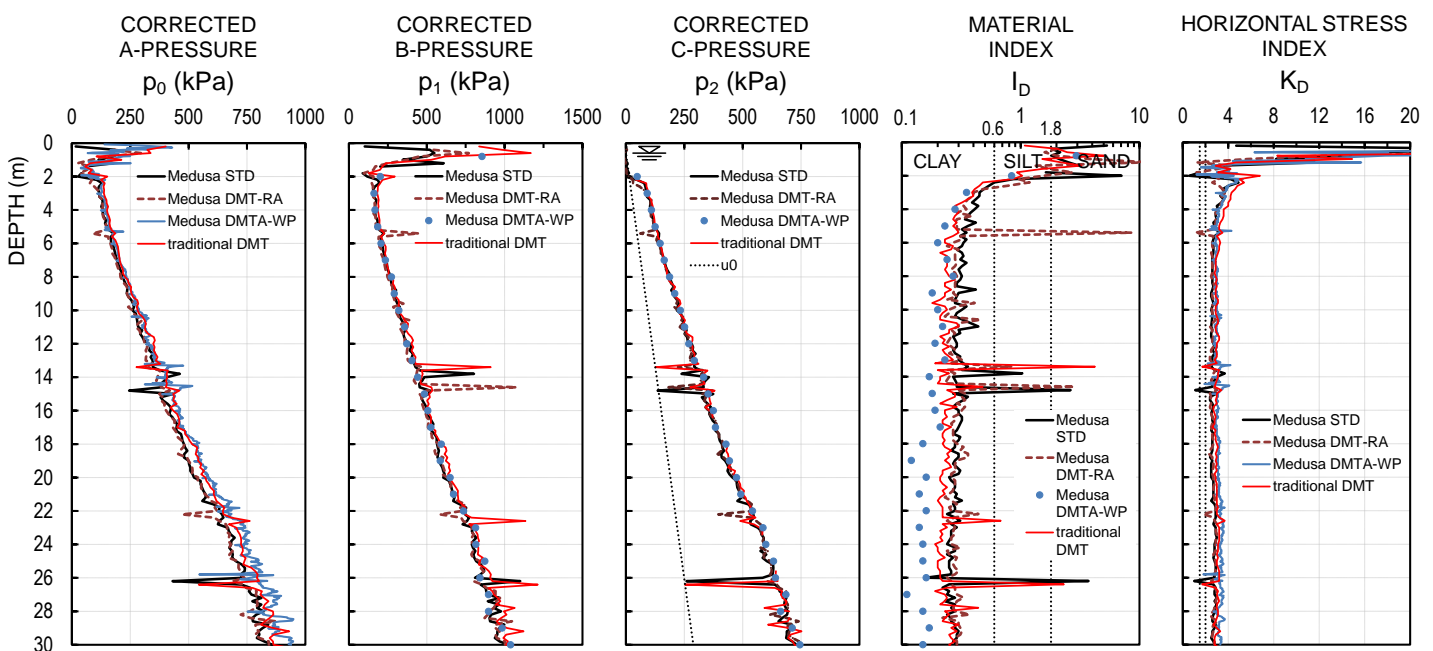 CORRECTED
A-PRESSURE
p0 (kPa)
0 250 500 750 1000
CORRECTED
B-PRESSURE
p1 (kPa)
0 500 1000 1500
CORRECTED
C-PRESSURE
p2 (kPa)
0 250 500 750 1000
MATERIAL
INDEX
ID
0.1 1 10
0.6 1.8
HORIZONTAL STRESS
INDEX
KD
0 4 8 12 16 20
DEPTH (m)
0
2
4
6
8
10
12
14
16
18
20
22
24
26
28
30
Medusa STD
Medusa DMT-RA
Medusa DMTA-WP
traditional DMT
Medusa STD
Medusa DMT-RA
Medusa DMTA-WP
traditional DMT
Medusa STD
Medusa DMT-RA
Medusa DMTA-WP
traditional DMT
u0
CLAY SILT SAND
Medusa
STD
Medusa
DMT-RA
Medusa
DMTA-WP
traditional
DMT
Medusa STD
Medusa DMT-RA
Medusa DMTA-WP
traditional DMT